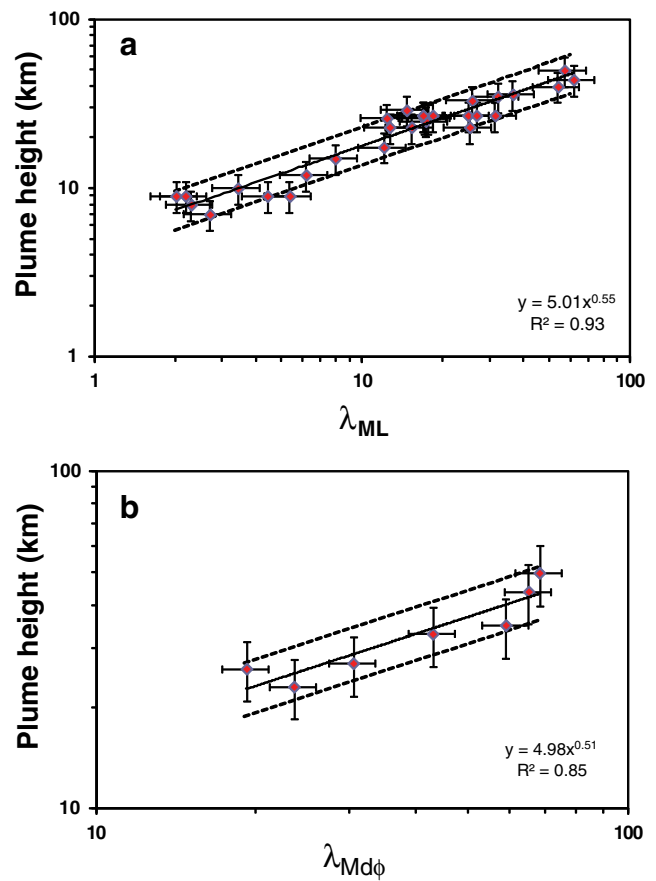 a
100
10
1
Plume height (km)
y = 5.01x^0.55
R² = 0.93
1 10 100
λML
b
100
10
Plume height (km)
y = 4.98x^0.51
R² = 0.85
10 100
λMdϕ